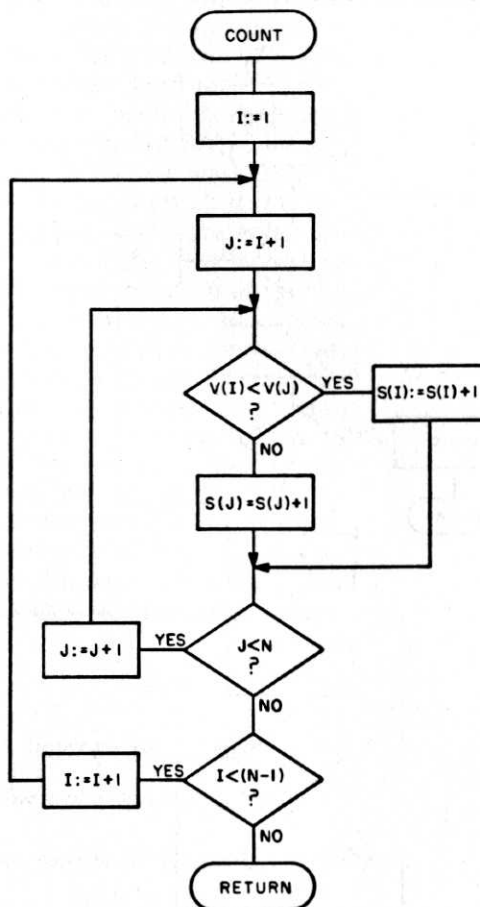 COUNT
I:=1
J:=I+1
V(I)<V(J)
?
YES
S(I):=S(I)+1
NO
S(J)=S(J)+1
J:=J+1
YES
J<N
?
NO
I:=I+1
YES
I<(N-1)
?
NO
RETURN